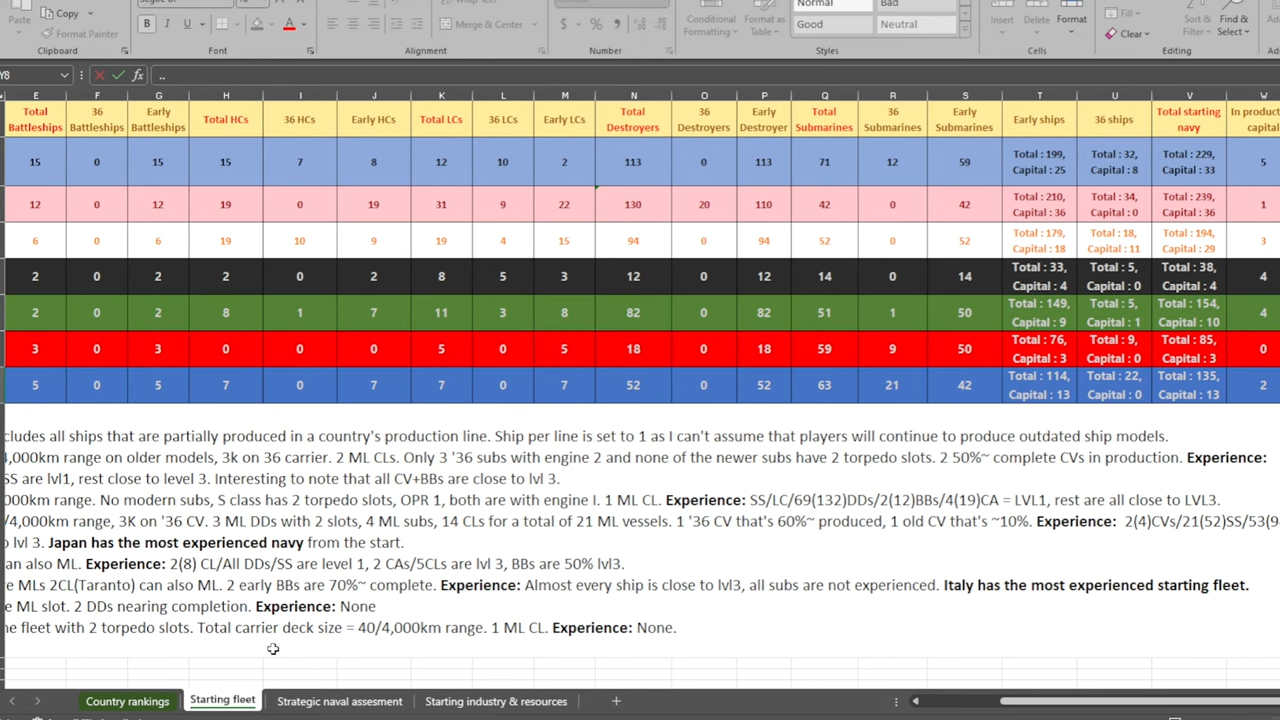 Paste
Copy
Format Painter
Clipboard
Font
B I U
A
Merge & Center
Alignment
$ %
Number
Conditional Formatting
Format as Table
Normal
Bad
Good
Neutral
Styles
Insert Delete Format
Cells
Fill
Clear
Sort & Filter
Find & Select
Editing
Y8
fx
..
E F G H I J K L M N O P Q R S T U V W
Total Battleships
36 Battleships
Early Battleships
Total HCs
36 HCs
Early HCs
Total LCs
36 LCs
Early LCs
Total Destroyers
36 Destroyers
Early Destroyer
Total Submarines
36 Submarines
Early Submarines
Early ships
36 ships
Total starting navy
In produc capital
15 0 15 15 7 8 12 10 2 113 0 113 71 12 59 Total : 199, Capital : 25 Total : 32, Capital : 8 Total : 229, Capital : 33 5
12 0 12 19 0 19 31 9 22 130 20 110 42 0 42 Total : 210, Capital : 36 Total : 34, Capital : 0 Total : 239, Capital : 36 1
6 0 6 19 10 9 19 4 15 94 0 94 52 0 52 Total : 179, Capital : 18 Total : 18, Capital : 11 Total : 194, Capital : 29 3
2 0 2 2 0 2 8 5 3 12 0 12 14 0 14 Total : 33, Capital : 4 Total : 5, Capital : 0 Total : 38, Capital : 4 4
2 0 2 8 1 7 11 3 8 82 0 82 51 1 50 Total : 149, Capital : 9 Total : 5, Capital : 1 Total : 154, Capital : 10 4
3 0 3 0 0 0 5 0 5 18 0 18 59 9 50 Total : 76, Capital : 3 Total : 9, Capital : 0 Total : 85, Capital : 3 0
5 0 5 7 0 7 7 0 7 52 0 52 63 21 42 Total : 114, Capital : 13 Total : 22, Capital : 0 Total : 135, Capital : 13 2
cludes all ships that are partially produced in a country's production line. Ship per line is set to 1 as I can't assume that players will continue to produce outdated ship models.
4,000km range on older models, 3k on 36 carrier. 2 ML CLs. Only 3 '36 subs with engine 2 and none of the newer subs have 2 torpedo slots. 2 50%~ complete CVs in production. Experience:
SS are lvl1, rest close to level 3. Interesting to note that all CV+BBs are close to lvl 3.
000km range. No modern subs, S class has 2 torpedo slots, OPR 1, both are with engine I. 1 ML CL. Experience: SS/LC/69(132)DDs/2(12)BBs/4(19)CA = LVL1, rest are all close to LVL3.
/4,000km range, 3K on '36 CV. 3 ML DDs with 2 slots, 4 ML subs, 14 CLs for a total of 21 ML vessels. 1 '36 CV that's 60%~ produced, 1 old CV that's ~10%. Experience: 2(4)CVs/21(52)SS/53(9
o lvl 3. Japan has the most experienced navy from the start.
can also ML. Experience: 2(8) CL/All DDs/SS are level 1, 2 CAs/5CLs are lvl 3, BBs are 50% lvl3.
re MLs 2CL(Taranto) can also ML. 2 early BBs are 70%~ complete. Experience: Almost every ship is close to lvl3, all subs are not experienced. Italy has the most experienced starting fleet.
e ML slot. 2 DDs nearing completion. Experience: None
ne fleet with 2 torpedo slots. Total carrier deck size = 40/4,000km range. 1 ML CL. Experience: None.
Country rankings
Starting fleet
Strategic naval assesment
Starting industry & resources